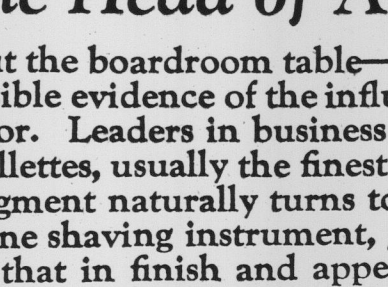 Head of A
ut the boardroom table—
ible evidence of the influ
or. Leaders in business
llettes, usually the finest
gment naturally turns to
ne shaving instrument,
that in finish and appe